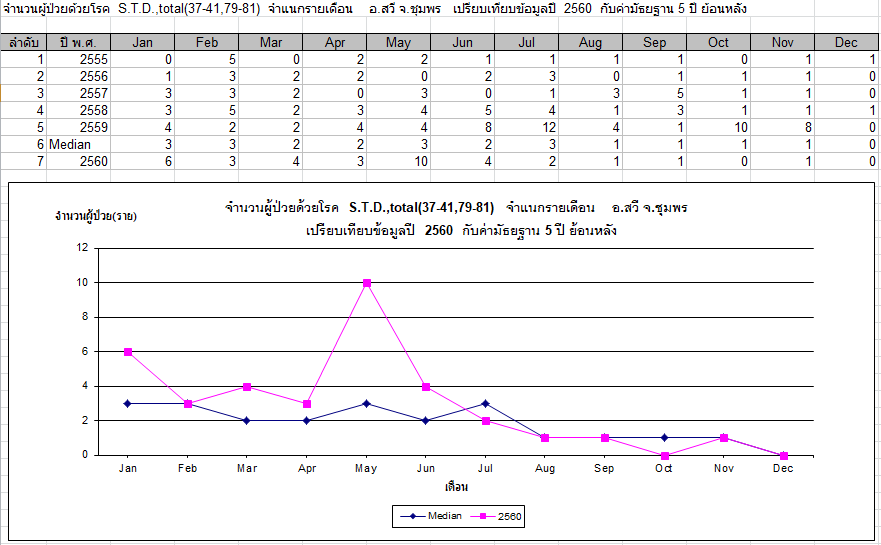 จำนวนผู้ป่วยด้วยโรค S.T.D.,total(37-41,79-81) จำแนกรายเดือน อ.สวี จ.ชุมพร เปรียบเทียบข้อมูลปี 2560 กับค่ามัธยฐาน 5 ปี ย้อนหลัง
ลำดับ ปี พ.ศ. Jan Feb Mar Apr May Jun Jul Aug Sep Oct Nov Dec
1 2555 0 5 0 2 2 1 1 1 1 0 1 1
2 2556 1 3 2 2 0 2 3 0 1 1 1 0
3 2557 3 3 2 0 3 0 1 3 5 1 1 0
4 2558 3 5 2 3 4 5 4 1 3 1 1 1
5 2559 4 2 2 4 4 8 12 4 1 10 8 0
6 Median 3 3 2 2 3 2 3 1 1 1 1 0
7 2560 6 3 4 3 10 4 2 1 1 0 1 0
จำนวนผู้ป่วยด้วยโรค S.T.D.,total(37-41,79-81) จำแนกรายเดือน อ.สวี จ.ชุมพร
เปรียบเทียบข้อมูลปี 2560 กับค่ามัธยฐาน 5 ปี ย้อนหลัง
จำนวนผู้ป่วย(ราย)
12
10
8
6
4
2
0
Jan Feb Mar Apr May Jun Jul Aug Sep Oct Nov Dec
เดือน
Median 2560